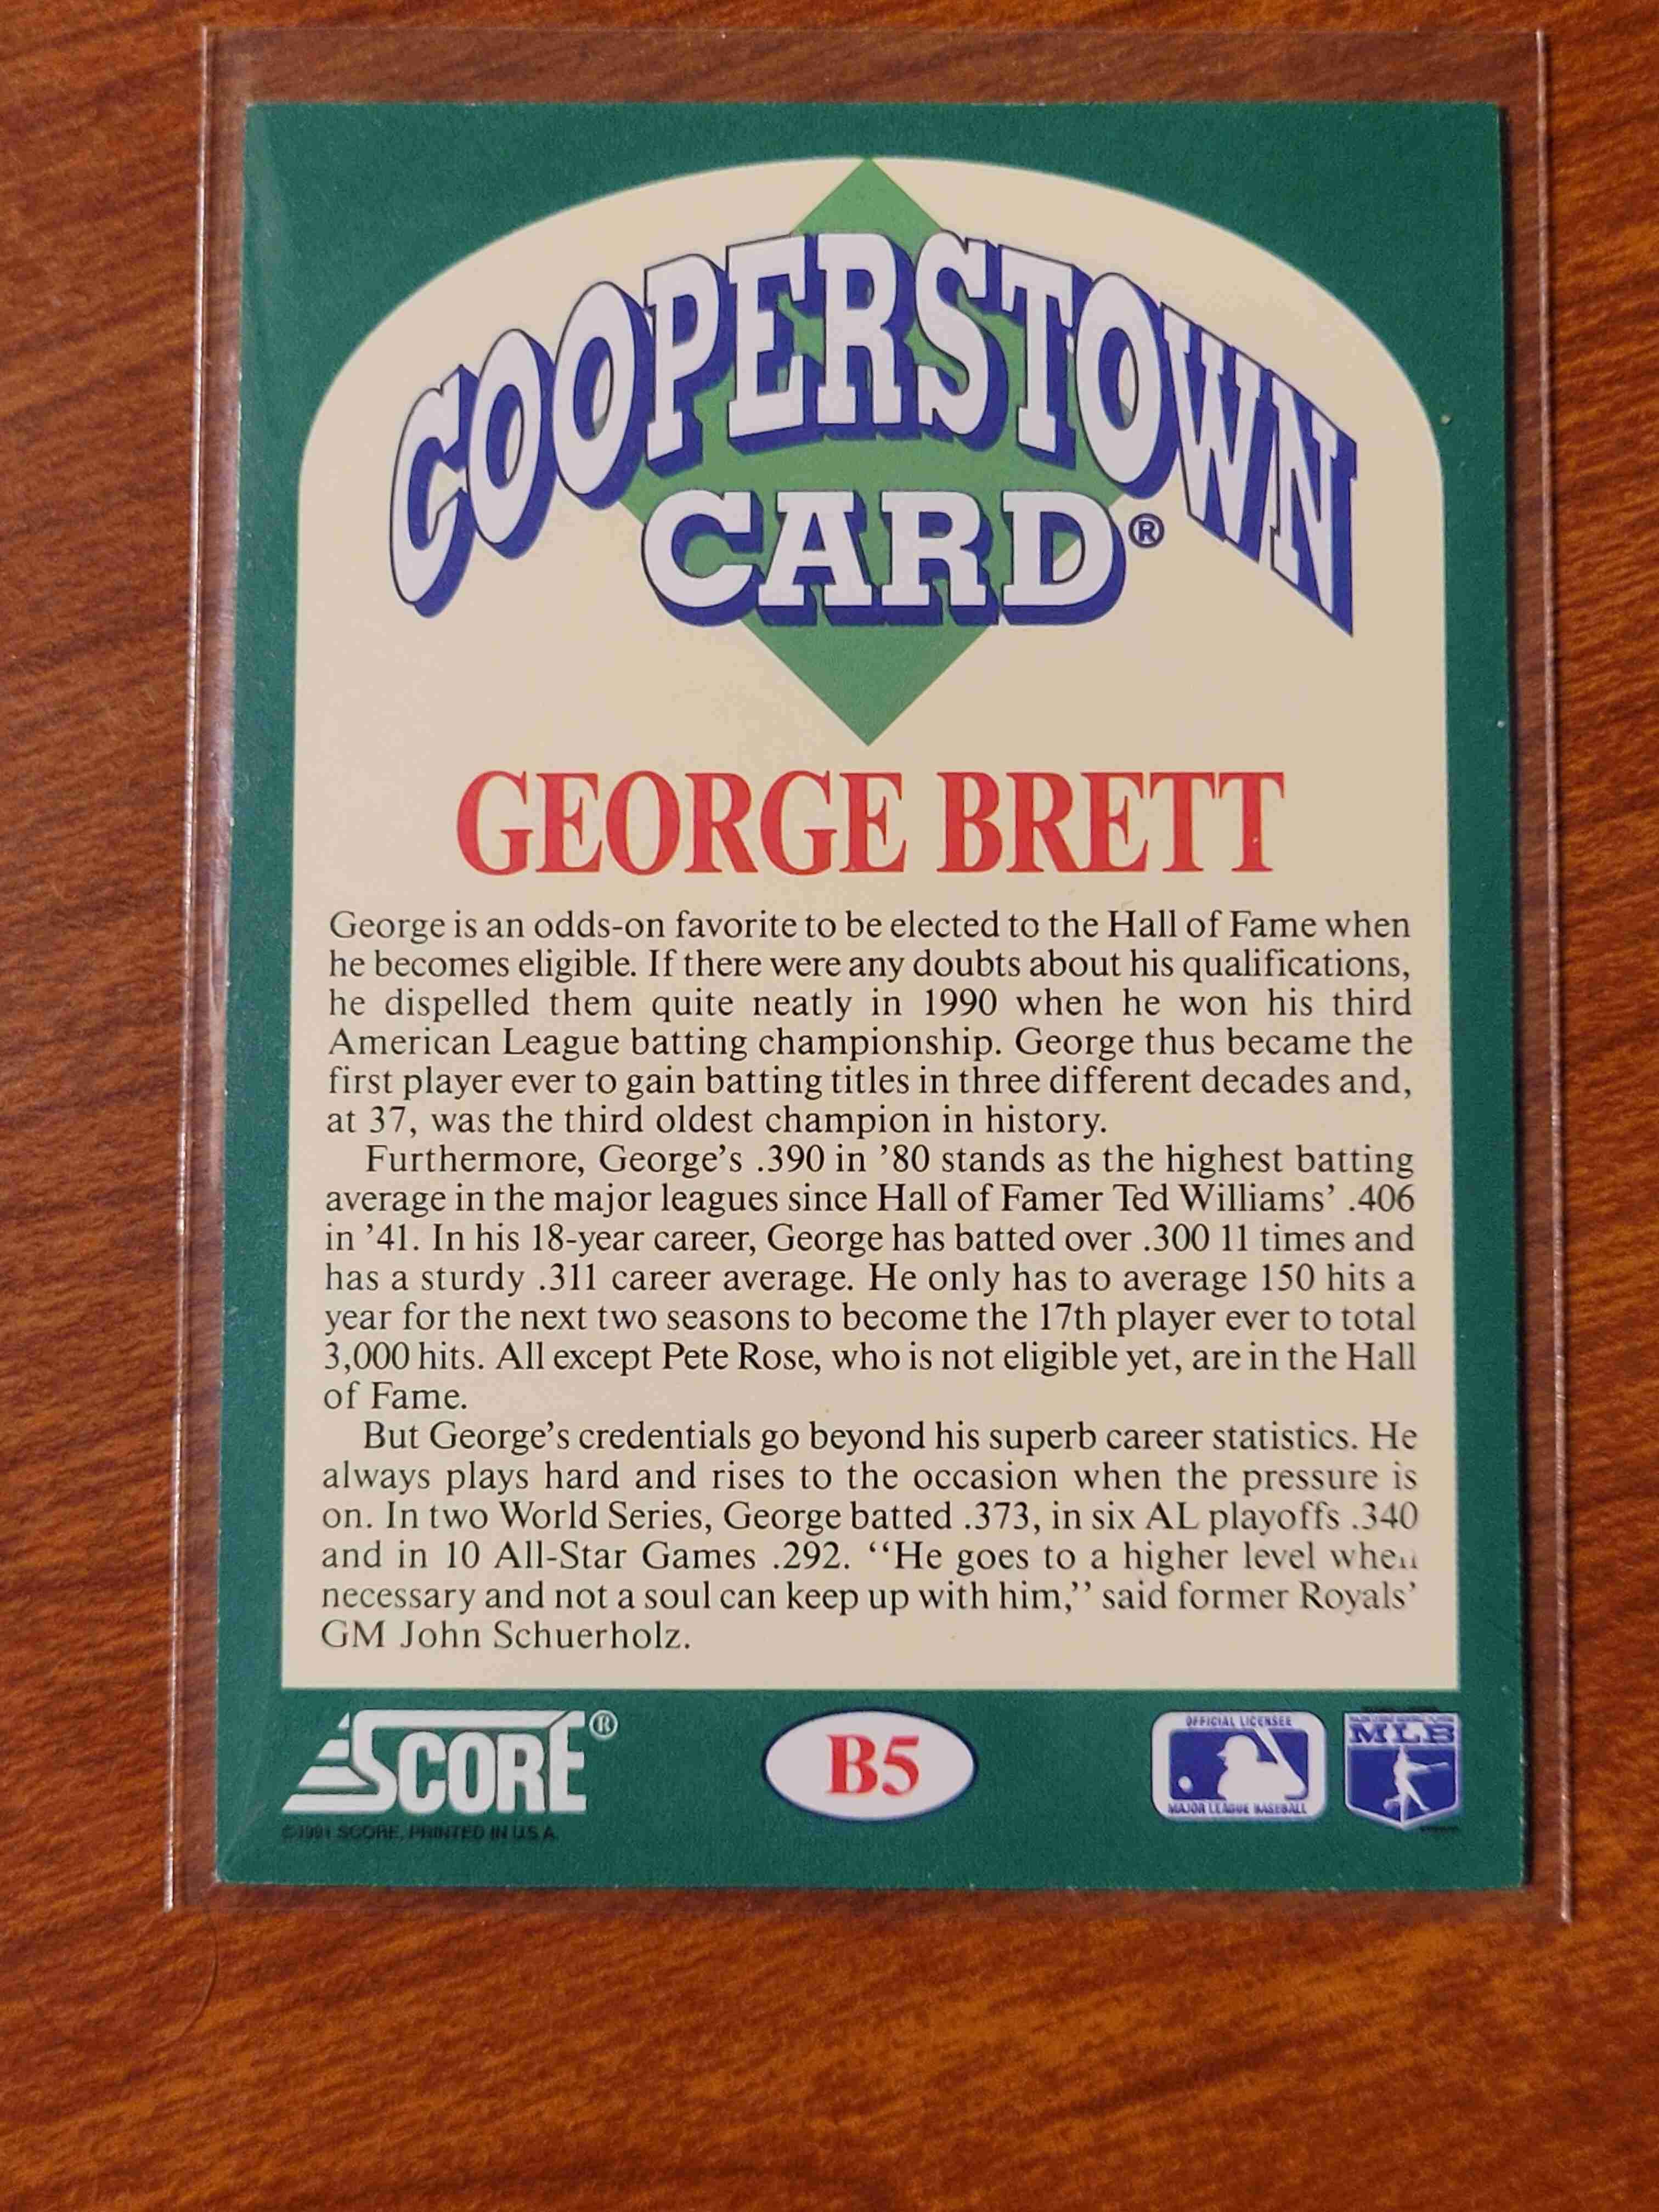 COOPERSTOWN
CARD®
GEORGE BRETT
George is an odds-on favorite to be elected to the Hall of Fame when
he becomes eligible. If there were any doubts about his qualifications,
he dispelled them quite neatly in 1990 when he won his third
American League batting championship. George thus became the
first player ever to gain batting titles in three different decades and,
at 37, was the third oldest champion in history.
Furthermore, George's .390 in '80 stands as the highest batting
average in the major leagues since Hall of Famer Ted Williams' .406
in '41. In his 18-year career, George has batted over .300 11 times and
has a sturdy .311 career average. He only has to average 150 hits a
year for the next two seasons to become the 17th player ever to total
3,000 hits. All except Pete Rose, who is not eligible yet, are in the Hall
of Fame.
But George's credentials go beyond his superb career statistics. He
always plays hard and rises to the occasion when the pressure is
on. In two World Series, George batted .373, in six AL playoffs .340
and in 10 All-Star Games .292. ‘‘He goes to a higher level when
necessary and not a soul can keep up with him,’’ said former Royals'
GM John Schuerholz.
SCORE®
©1991 SCORE, PRINTED IN U.S.A.
B5
OFFICIAL LICENSEE
MAJOR LEAGUE BASEBALL
MLB